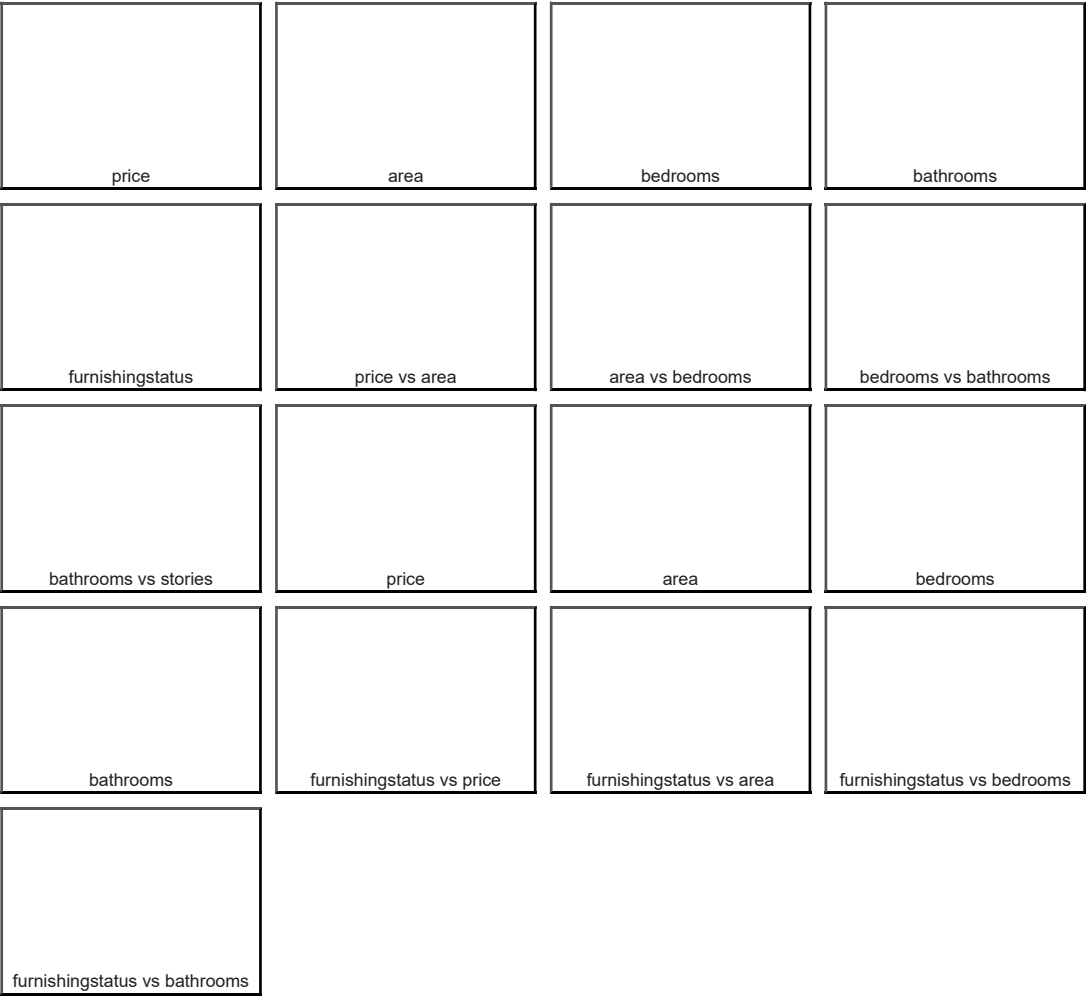 price
area
bedrooms
bathrooms
furnishingstatus
price vs area
area vs bedrooms
bedrooms vs bathrooms
bathrooms vs stories
price
area
bedrooms
bathrooms
furnishingstatus vs price
furnishingstatus vs area
furnishingstatus vs bedrooms
furnishingstatus vs bathrooms